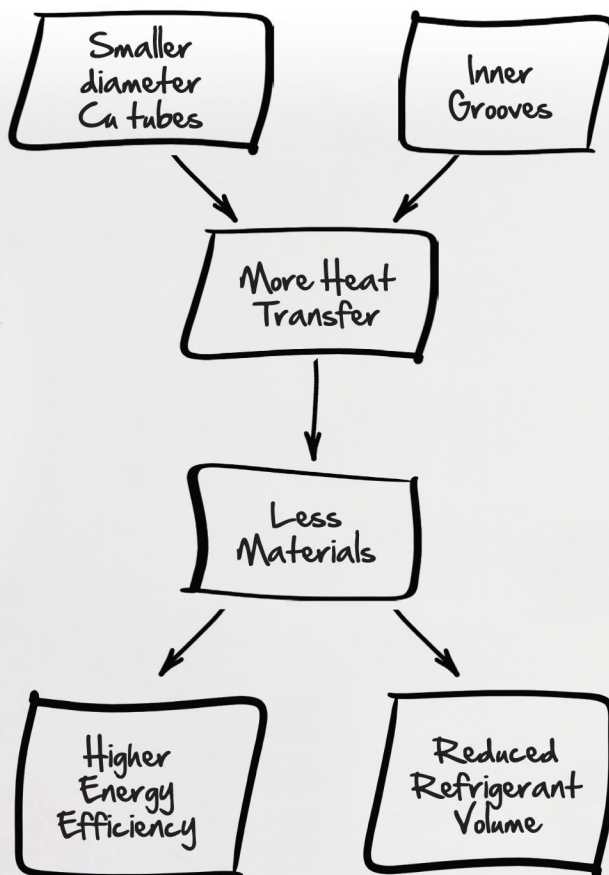 Smaller
diameter
Cu tubes
Inner
Grooves
More Heat
Transfer
Less
Materials
Higher
Energy
Efficiency
Reduced
Refrigerant
Volume